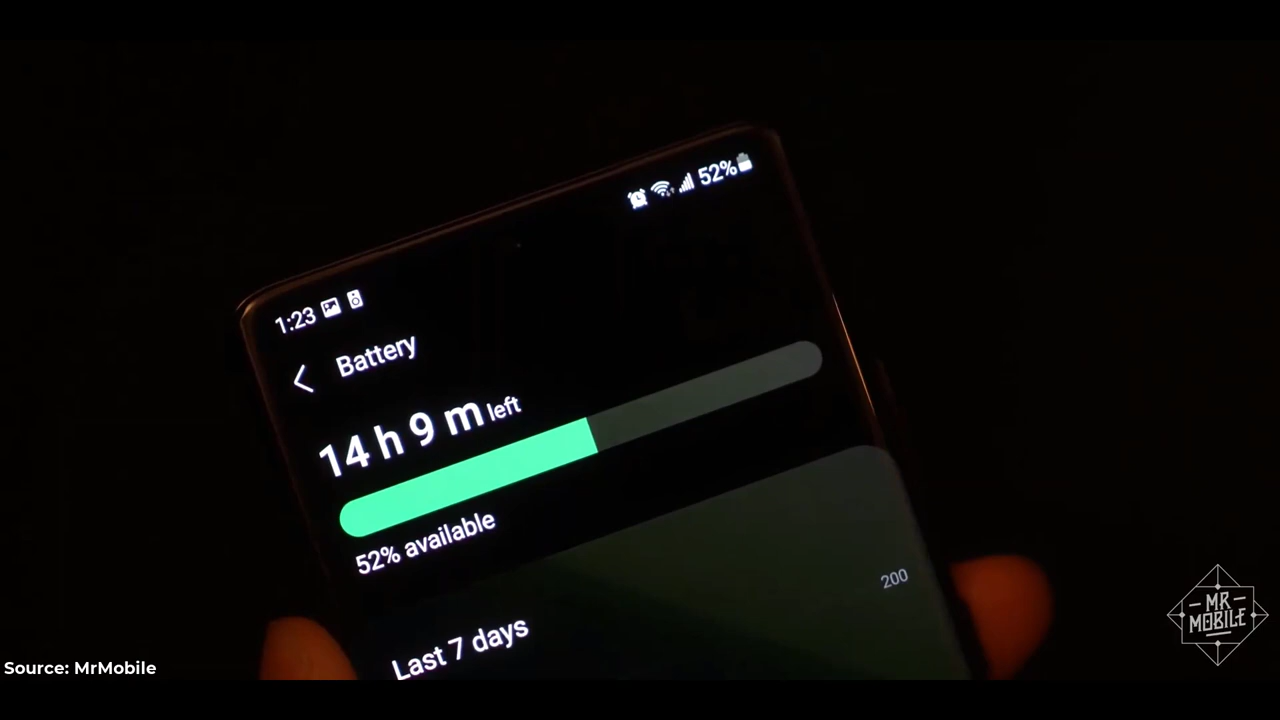 52%
1:23
Battery
14 h 9 m left
52% available
200
Last 7 days
MR
MOBILE
Source: MrMobile